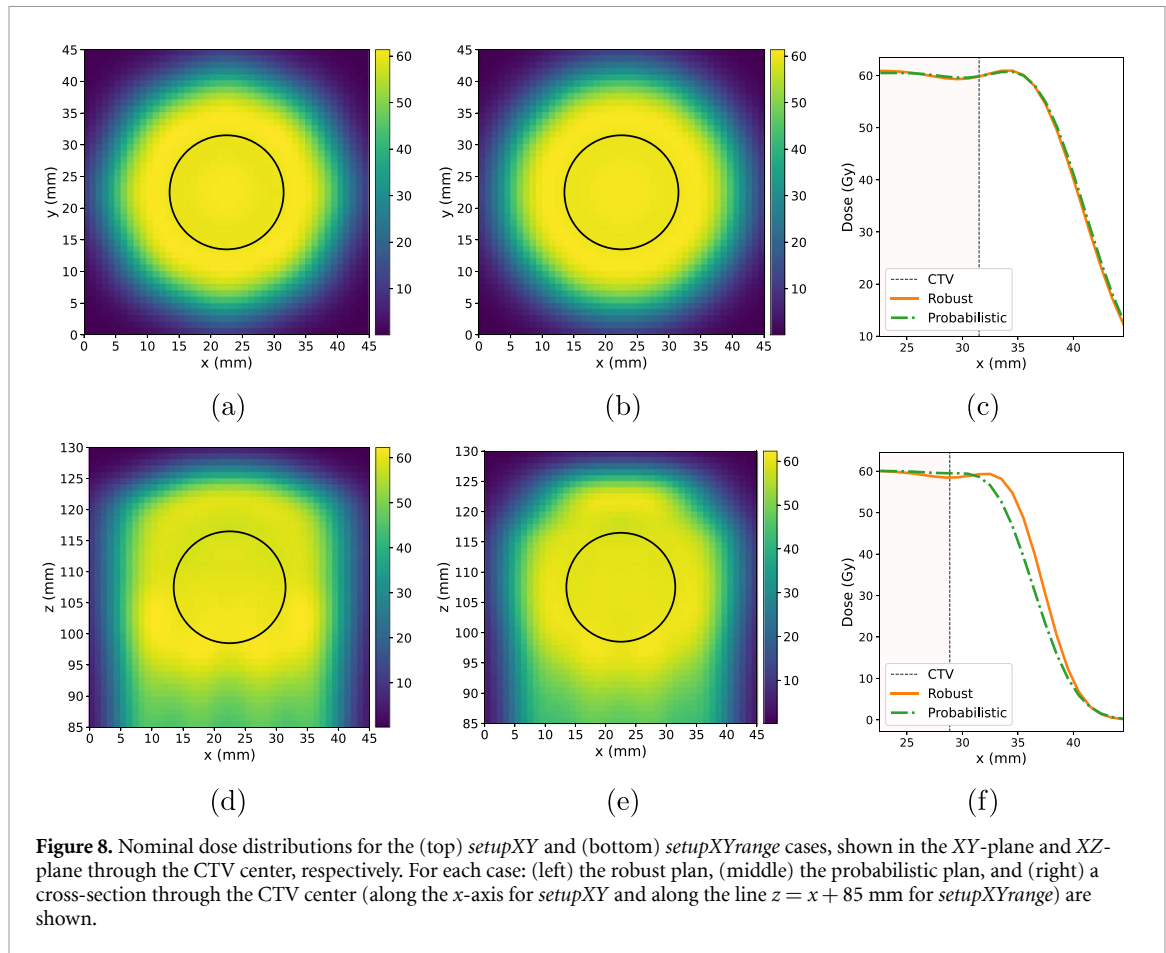 45
40
35
30
25
20
15
10
5
0
y (mm)
0 5 10 15 20 25 30 35 40 45
x (mm)
60
50
40
30
20
10
(a)
45
40
35
30
25
20
15
10
5
0
y (mm)
0 5 10 15 20 25 30 35 40 45
x (mm)
60
50
40
30
20
10
(b)
60
50
40
30
20
10
Dose (Gy)
CTV
Robust
Probabilistic
25 30 35 40
x (mm)
(c)
130
125
120
115
110
105
100
95
90
85
z (mm)
0 5 10 15 20 25 30 35 40 45
x (mm)
60
50
40
30
20
10
(d)
130
125
120
115
110
105
100
95
90
85
z (mm)
0 5 10 15 20 25 30 35 40 45
x (mm)
60
50
40
30
20
10
(e)
60
50
40
30
20
10
0
Dose (Gy)
CTV
Robust
Probabilistic
25 30 35 40
x (mm)
(f)
Figure 8. Nominal dose distributions for the (top) setupXY and (bottom) setupXYrange cases, shown in the XY-plane and XZ-
plane through the CTV center, respectively. For each case: (left) the robust plan, (middle) the probabilistic plan, and (right) a
cross-section through the CTV center (along the x-axis for setupXY and along the line z = x + 85 mm for setupXYrange) are
shown.